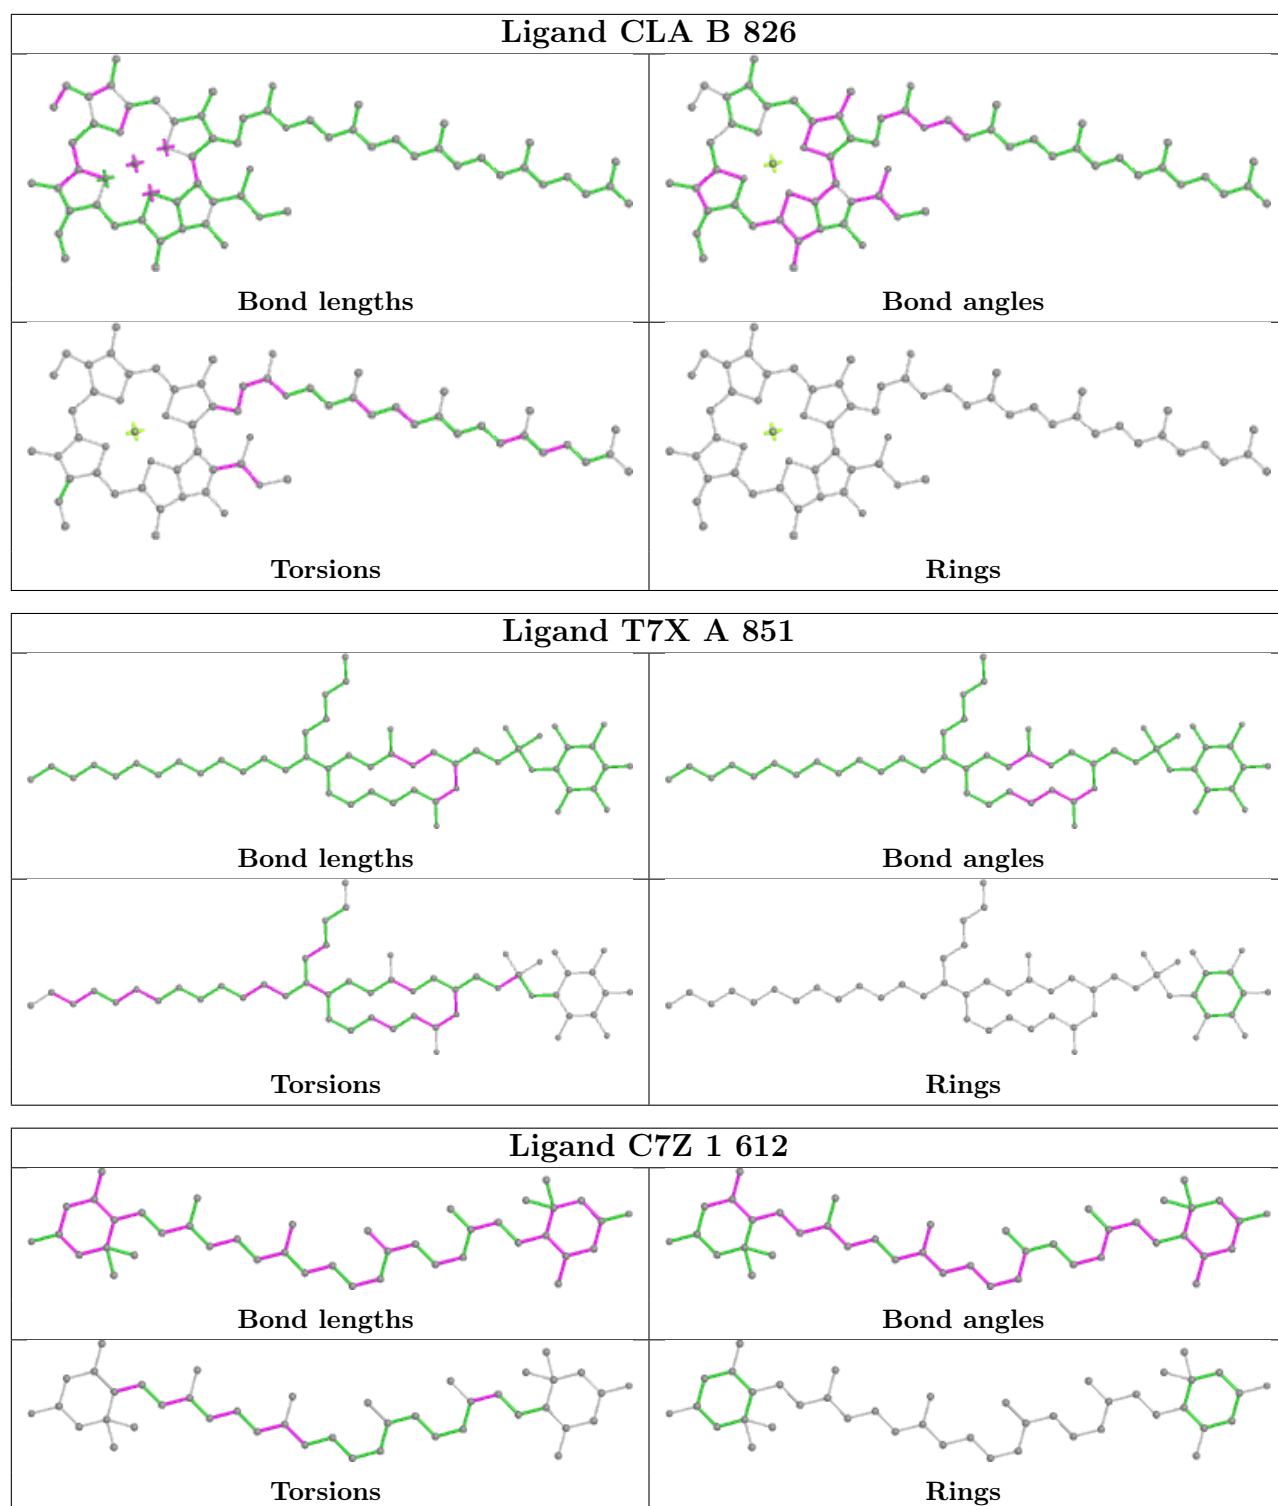 Ligand CLA B 826
Bond lengths
Bond angles
Torsions
Rings
Ligand T7X A 851
Bond lengths
Bond angles
Torsions
Rings
Ligand C7Z 1 612
Bond lengths
Bond angles
Torsions
Rings